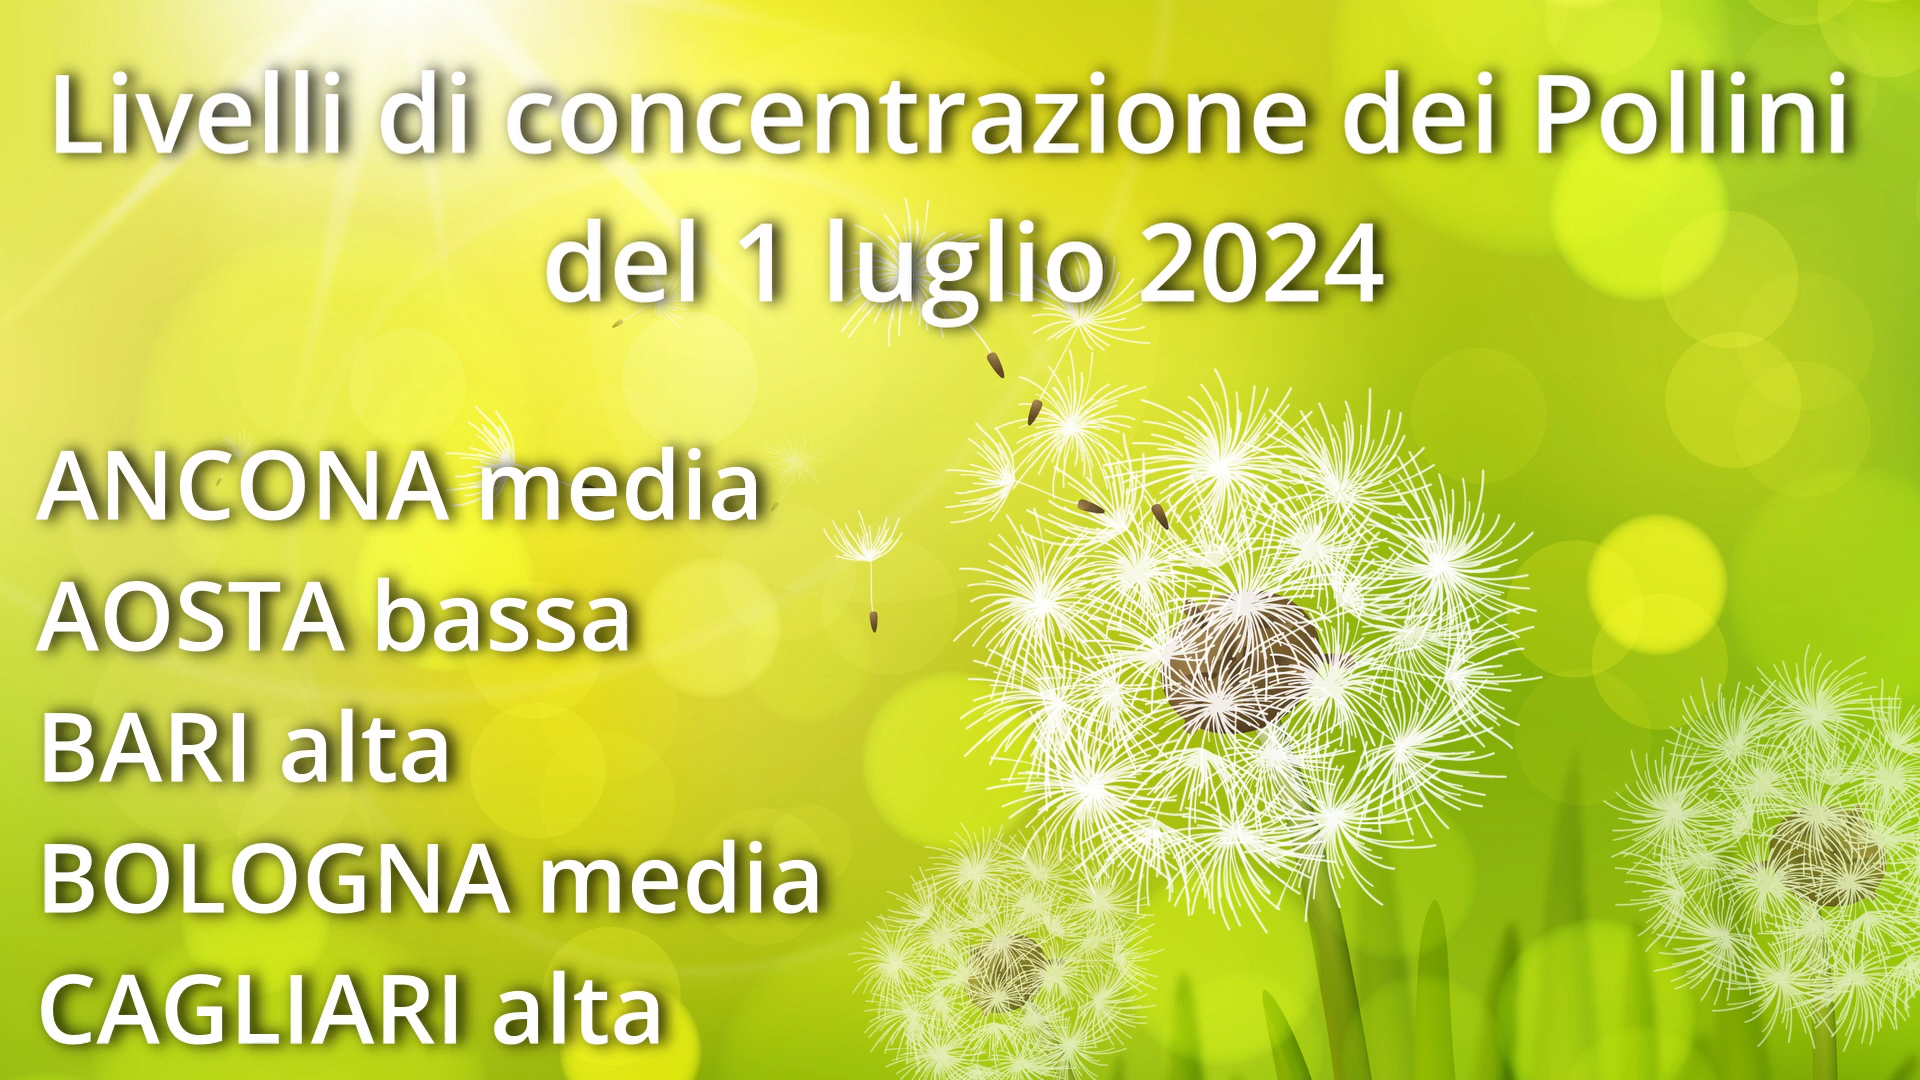 Livelli di concentrazione dei Pollini
del 1 luglio 2024
ANCONA media
AOSTA bassa
BARI alta
BOLOGNA media
CAGLIARI alta